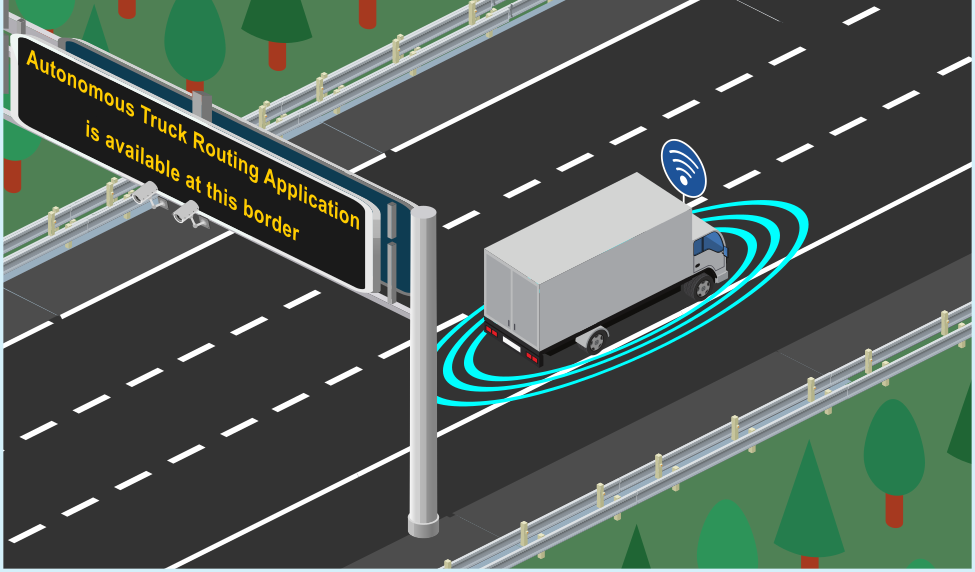 Autonomous Truck Routing Application
is available at this border